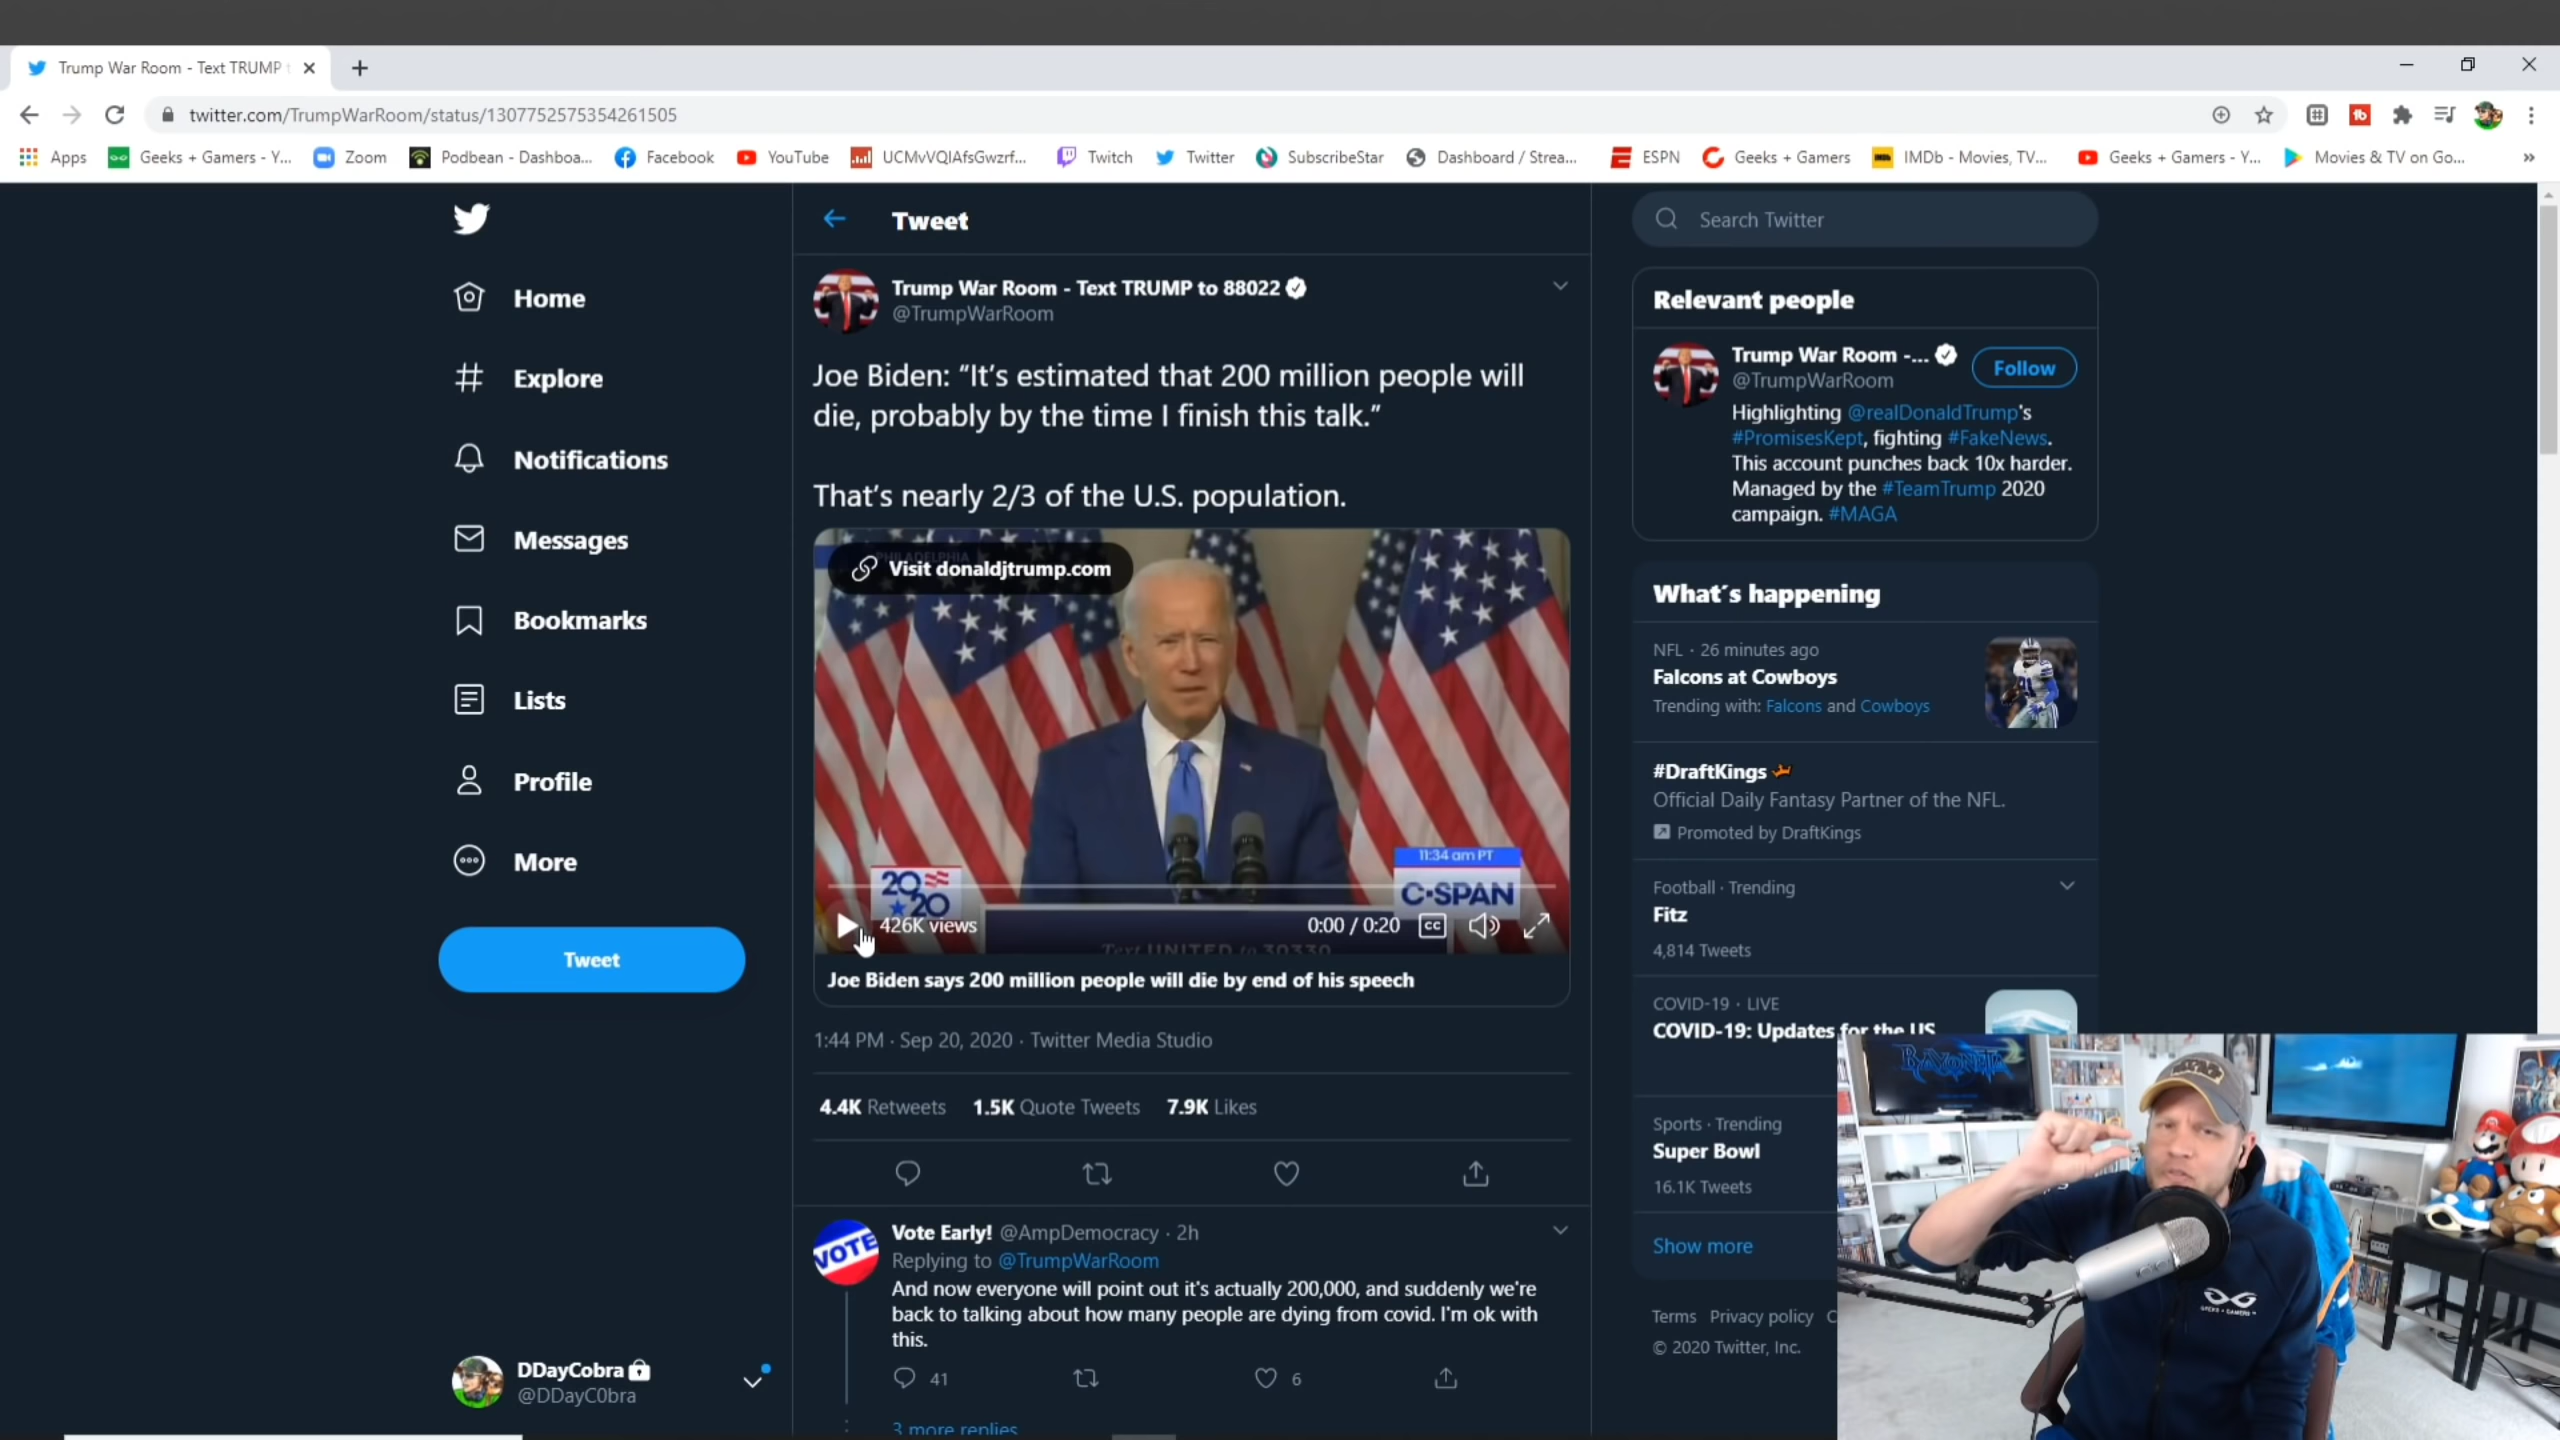 Trump War Room - Text TRUMP
twitter.com/TrumpWarRoom/status/1307752575354261505
Apps
Geeks + Gamers - Y...
Zoom
Podbean - Dashboa...
Facebook
YouTube
UCMvVQIAfsGwzrf...
Twitch
Twitter
SubscribeStar
Dashboard / Strea...
ESPN
Geeks + Gamers
IMDb - Movies, TV...
Geeks + Gamers - Y...
Movies & TV on Go...
»
Home
Explore
Notifications
Messages
Bookmarks
Lists
Profile
More
Tweet
DDayCobra
@DDayC0bra
Tweet
Trump War Room - Text TRUMP to 88022
@TrumpWarRoom
Joe Biden: “It’s estimated that 200 million people will
die, probably by the time I finish this talk.”
That’s nearly 2/3 of the U.S. population.
PHILADELPHIA
Visit donaldjtrump.com
11:34 am PT
2020
C-SPAN
426K views
0:00 / 0:20
CC
Text UNITED to 30330
Joe Biden says 200 million people will die by end of his speech
1:44 PM · Sep 20, 2020 · Twitter Media Studio
4.4K Retweets 1.5K Quote Tweets 7.9K Likes
VOTE
Vote Early! @AmpDemocracy · 2h
Replying to @TrumpWarRoom
And now everyone will point out it's actually 200,000, and suddenly we're
back to talking about how many people are dying from covid. I'm ok with
this.
41
6
3 more replies
Search Twitter
Relevant people
Trump War Room -...
@TrumpWarRoom
Follow
Highlighting @realDonaldTrump's
#PromisesKept, fighting #FakeNews.
This account punches back 10x harder.
Managed by the #TeamTrump 2020
campaign. #MAGA
What's happening
NFL · 26 minutes ago
Falcons at Cowboys
Trending with: Falcons and Cowboys
#DraftKings
Official Daily Fantasy Partner of the NFL.
Promoted by DraftKings
Football · Trending
Fitz
4,814 Tweets
COVID-19 · LIVE
COVID-19: Updates for the US
Sports · Trending
Super Bowl
16.1K Tweets
Show more
Terms Privacy policy C
© 2020 Twitter, Inc.
BAYONETTA 2
GEEKS + GAMERS